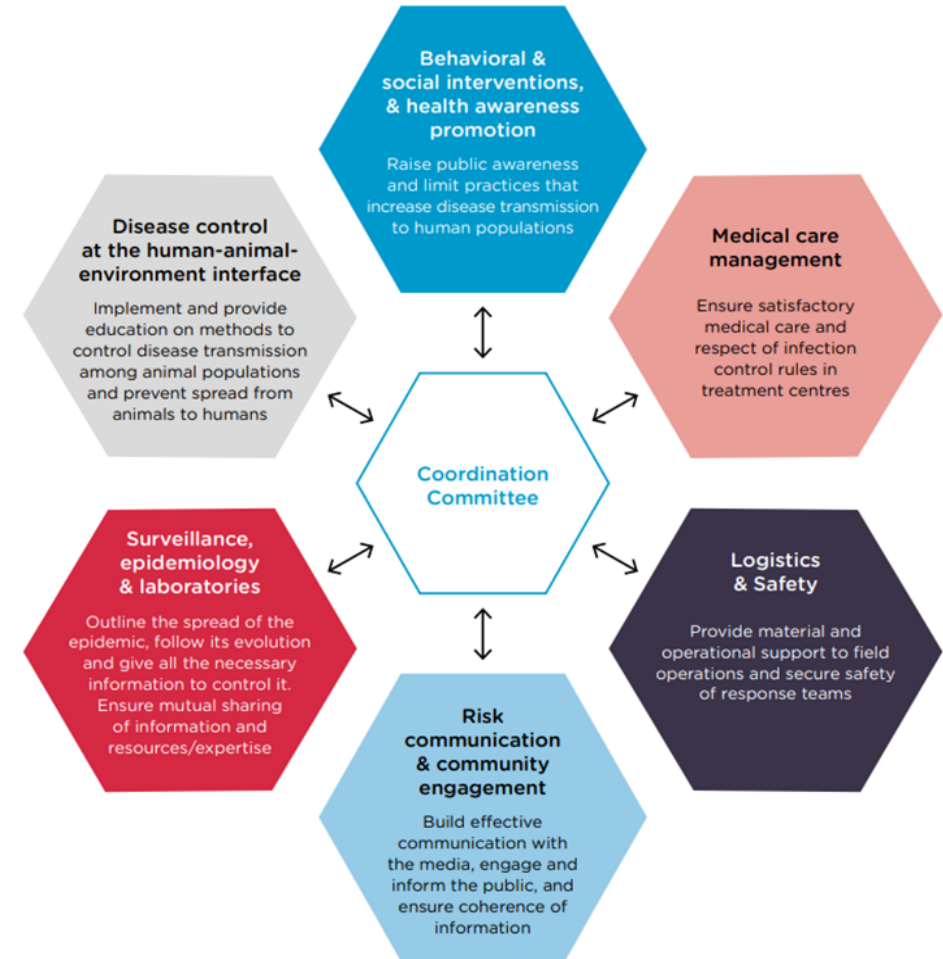 Behavioral &
social interventions,
& health awareness
promotion
Raise public awareness
and limit practices that
increase disease transmission
to human populations
Disease control
at the human-animal-
environment interface
Implement and provide
education on methods to
control disease transmission
among animal populations
and prevent spread from
animals to humans
Medical care
management
Ensure satisfactory
medical care and
respect of infection
control rules in
treatment centres
Coordination
Committee
Surveillance,
epidemiology
& laboratories
Outline the spread of the
epidemic, follow its evolution
and give all the necessary
information to control it.
Ensure mutual sharing
of information and
resources/expertise
Logistics
& Safety
Provide material and
operational support to field
operations and secure safety
of response teams
Risk
communication
& community
engagement
Build effective
communication with
the media, engage and
inform the public, and
ensure coherence of
information